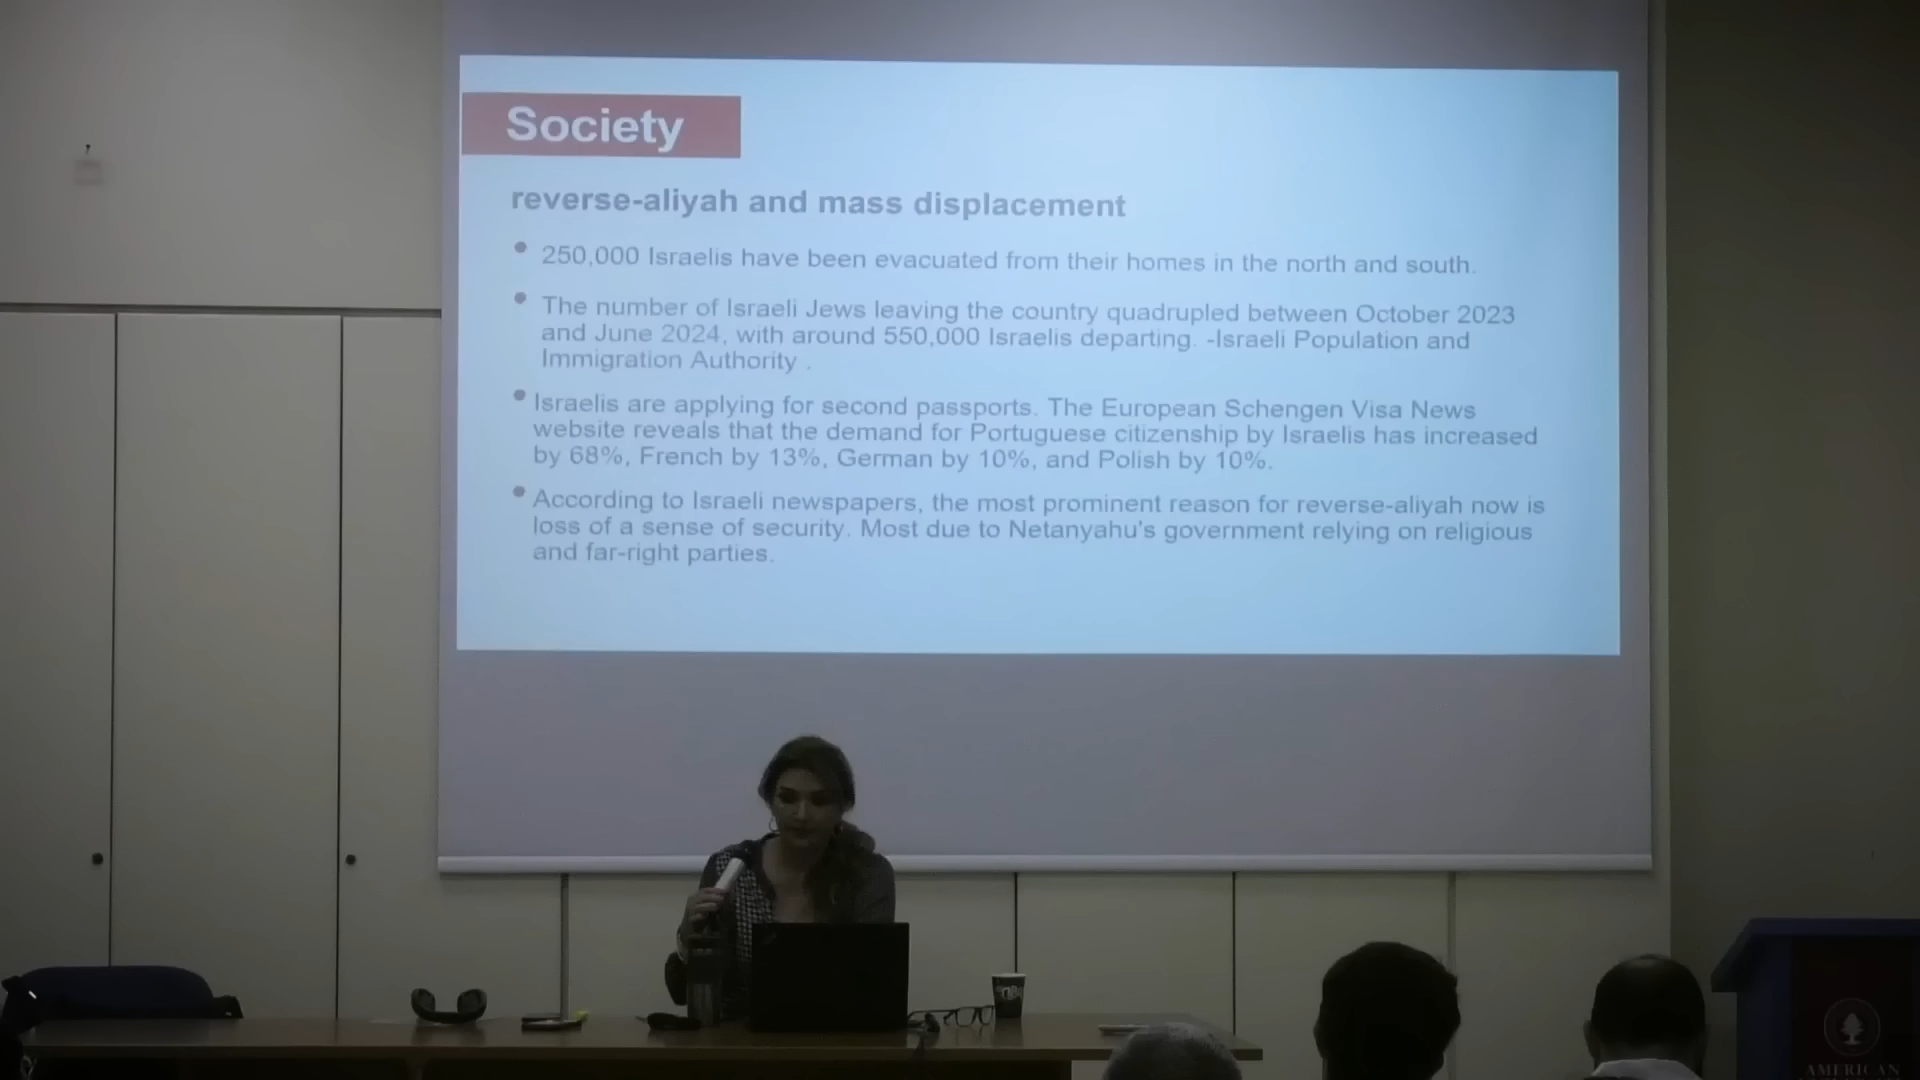 Society
reverse-aliyah and mass displacement
• 250,000 Israelis have been evacuated from their homes in the north and south.
• The number of Israeli Jews leaving the country quadrupled between October 2023
and June 2024, with around 550,000 Israelis departing. -Israeli Population and
Immigration Authority .
• Israelis are applying for second passports. The European Schengen Visa News
website reveals that the demand for Portuguese citizenship by Israelis has increased
by 68%, French by 13%, German by 10%, and Polish by 10%.
• According to Israeli newspapers, the most prominent reason for reverse-aliyah now is
loss of a sense of security. Most due to Netanyahu's government relying on religious
and far-right parties.
AMERICAN